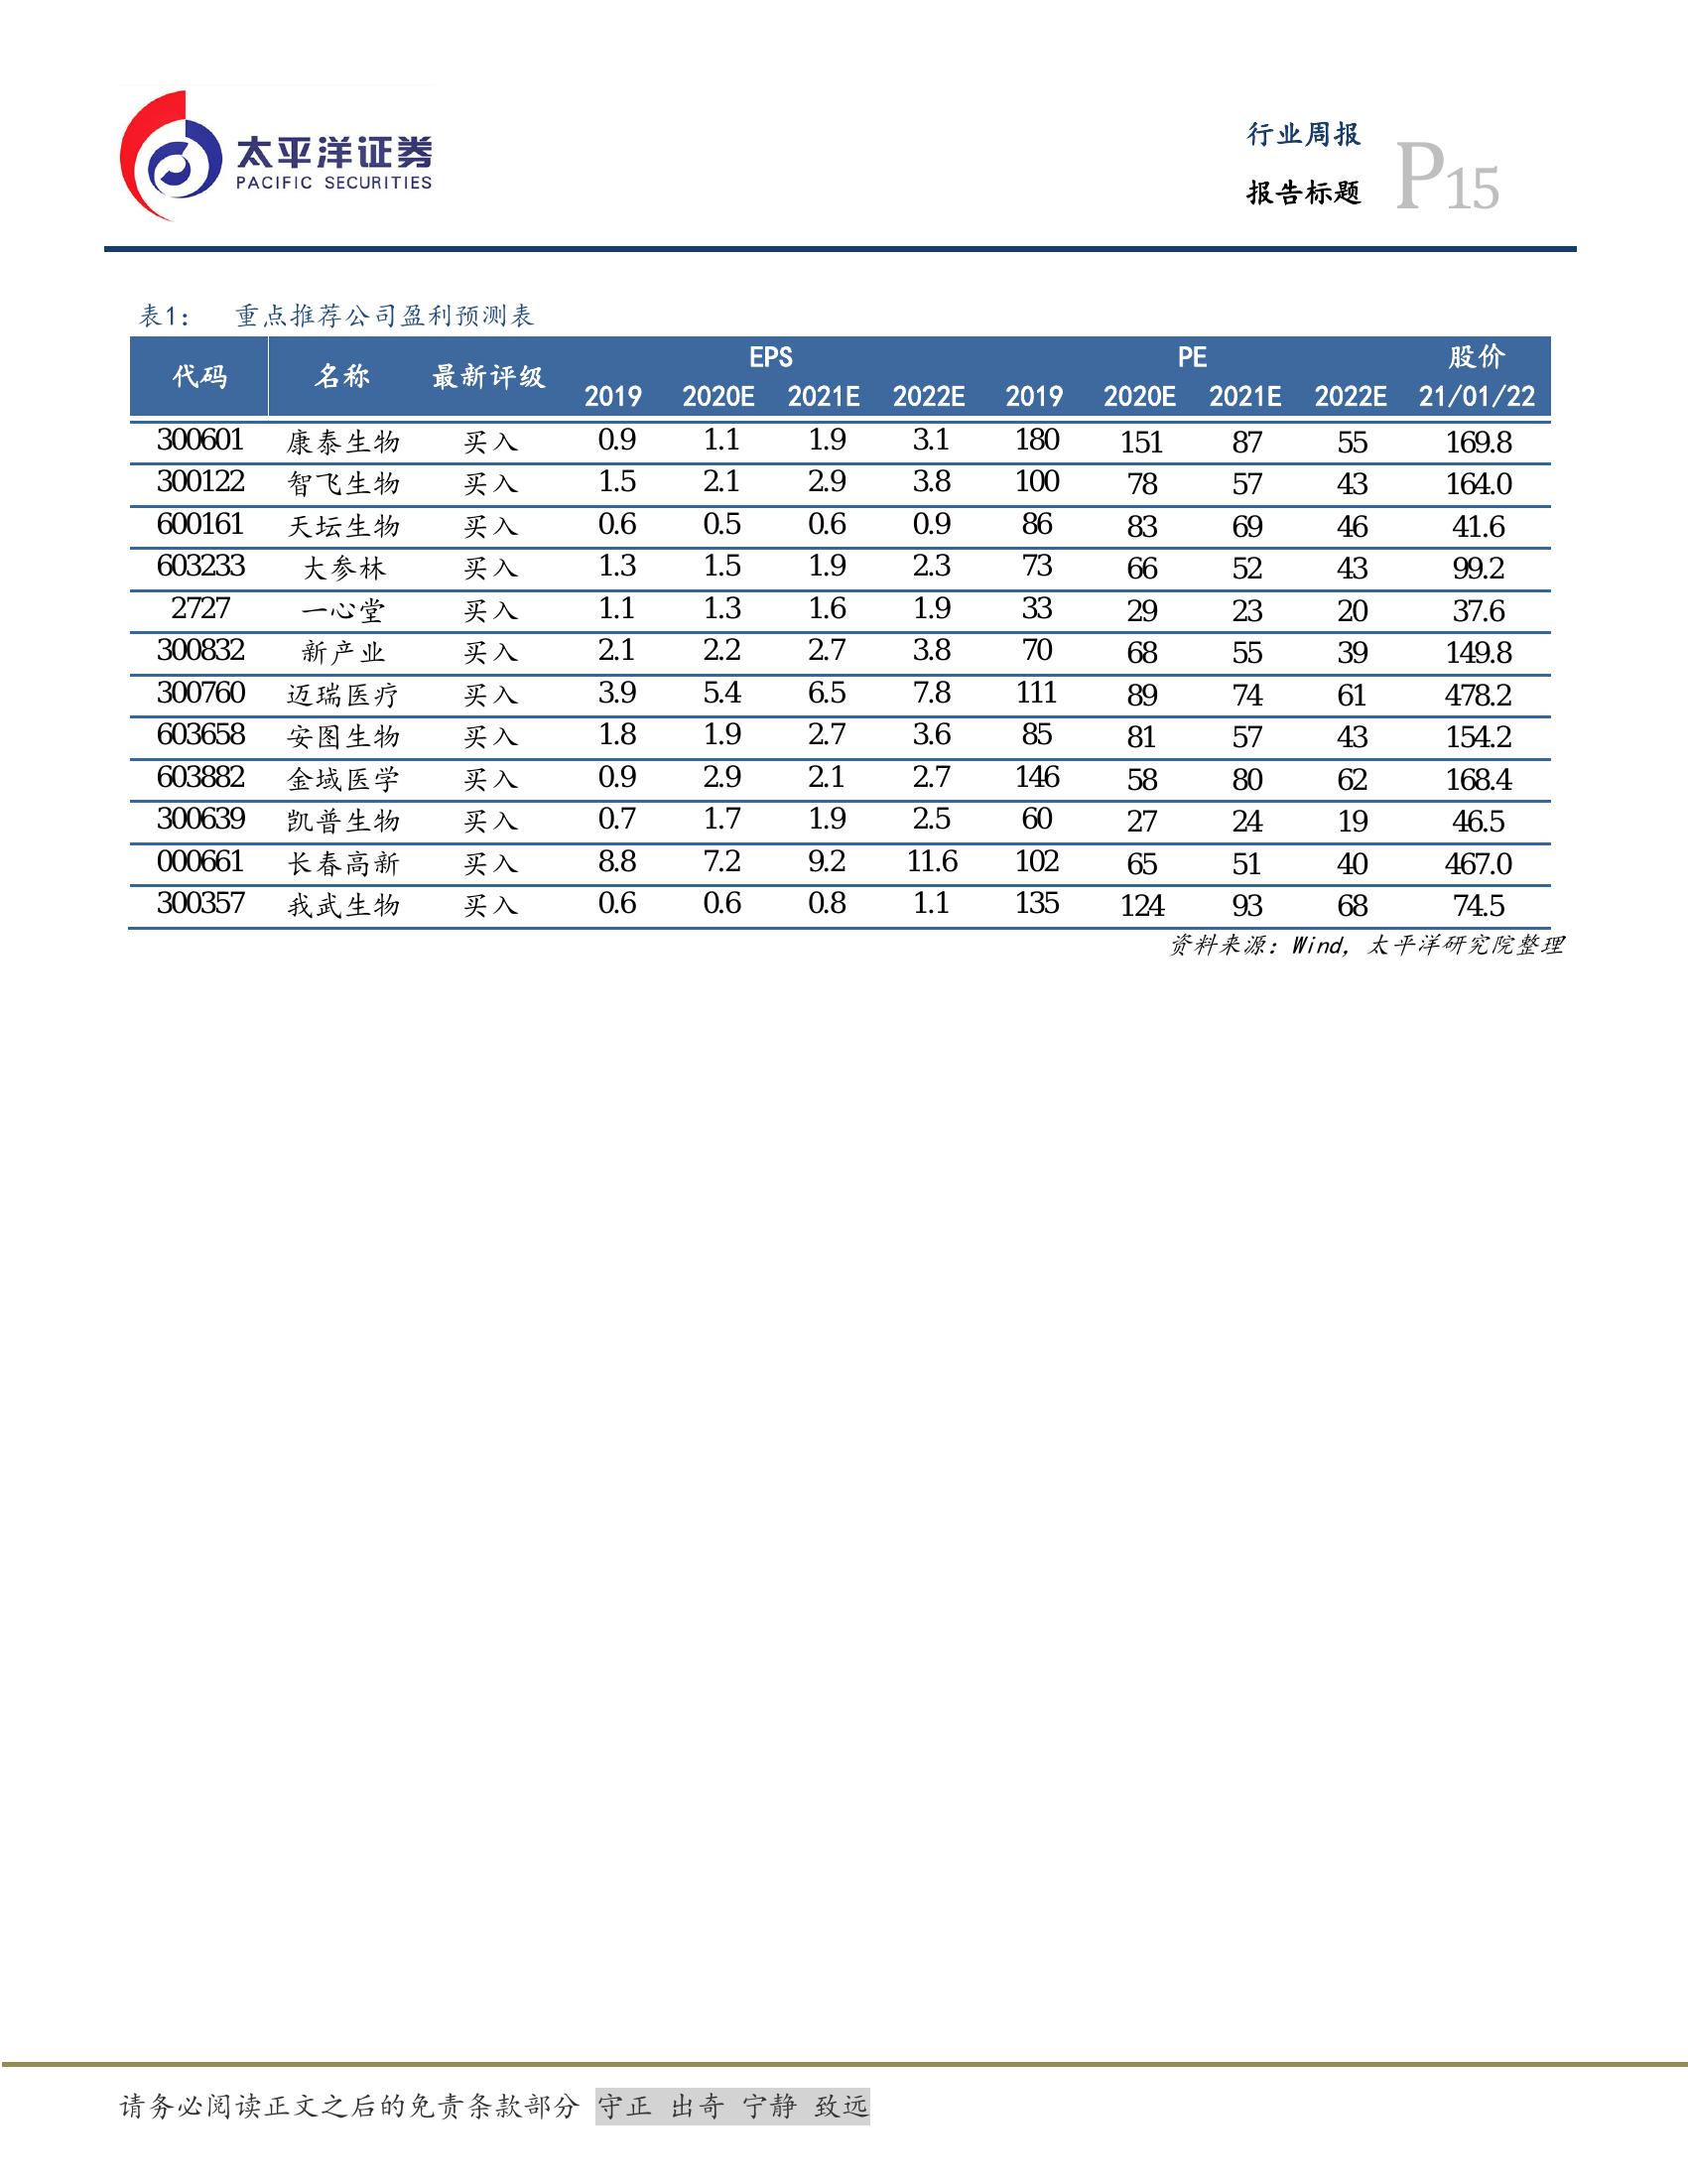 太平洋证券
PACIFIC SECURITIES
行业周报
报告标题
P15
表1： 重点推荐公司盈利预测表
代码 名称 最新评级 EPS PE 股价
2019 2020E 2021E 2022E 2019 2020E 2021E 2022E 21/01/22
300601 康泰生物 买入 0.9 1.1 1.9 3.1 180 151 87 55 169.8
300122 智飞生物 买入 1.5 2.1 2.9 3.8 100 78 57 43 164.0
600161 天坛生物 买入 0.6 0.5 0.6 0.9 86 83 69 46 41.6
603233 大参林 买入 1.3 1.5 1.9 2.3 73 66 52 43 99.2
2727 一心堂 买入 1.1 1.3 1.6 1.9 33 29 23 20 37.6
300832 新产业 买入 2.1 2.2 2.7 3.8 70 68 55 39 149.8
300760 迈瑞医疗 买入 3.9 5.4 6.5 7.8 111 89 74 61 478.2
603658 安图生物 买入 1.8 1.9 2.7 3.6 85 81 57 43 154.2
603882 金域医学 买入 0.9 2.9 2.1 2.7 146 58 80 62 168.4
300639 凯普生物 买入 0.7 1.7 1.9 2.5 60 27 24 19 46.5
000661 长春高新 买入 8.8 7.2 9.2 11.6 102 65 51 40 467.0
300357 我武生物 买入 0.6 0.6 0.8 1.1 135 124 93 68 74.5
资料来源：Wind，太平洋研究院整理
请务必阅读正文之后的免责条款部分 守正 出奇 宁静 致远